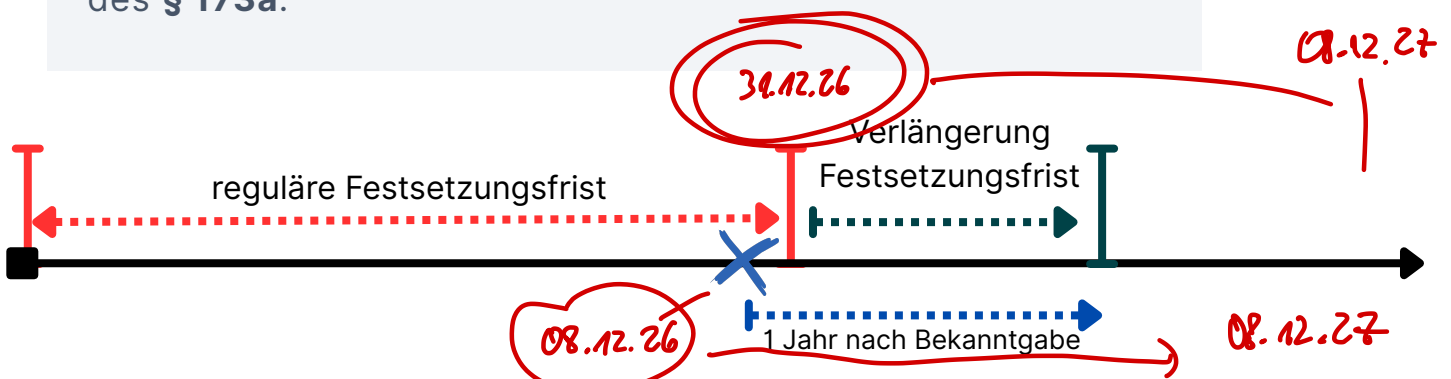 des § 173a.
08.12.27
31.12.26
Verlängerung
Festsetzungsfrist
reguläre Festsetzungsfrist
08.12.26
1 Jahr nach Bekanntgabe
08.12.27